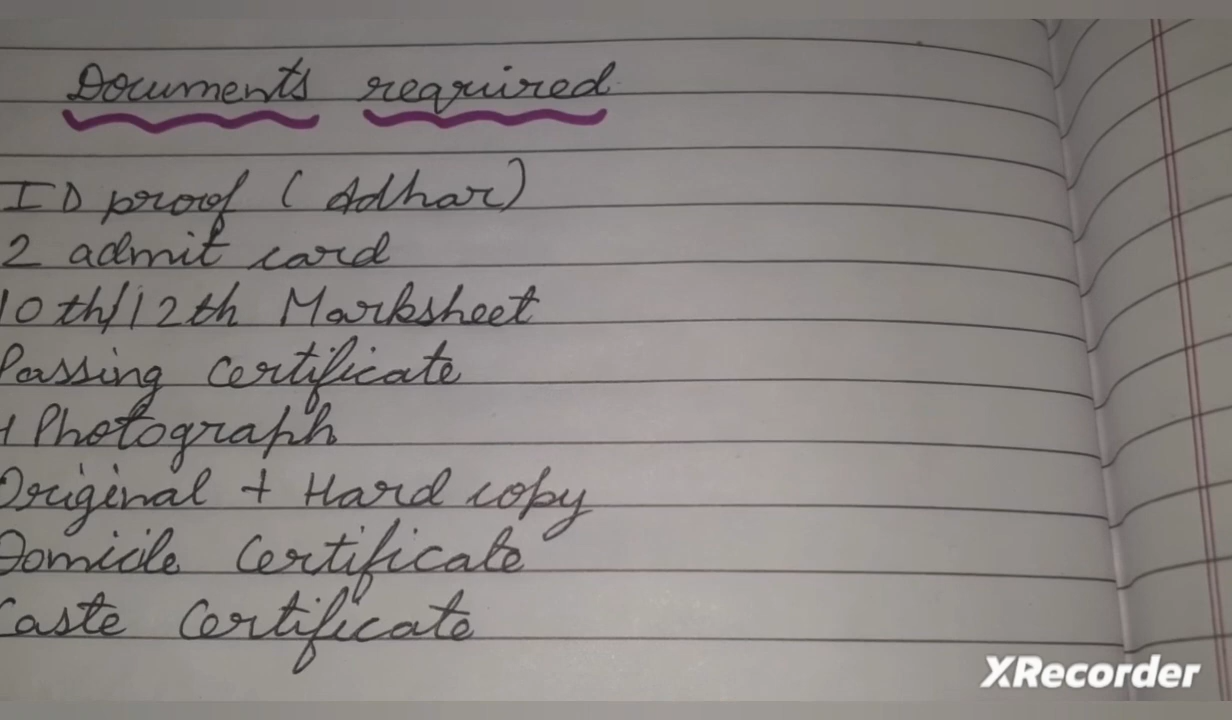 Documents required
ID proof ( Adhar)
2 admit card
10th/12th Marksheet
Passing Certificate
1 Photograph
Original + Hard copy
Domicile Certificate
Caste Certificate
XRecorder